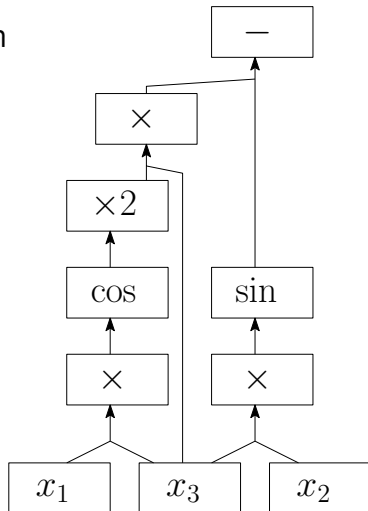 n
−
×
×2
cos sin
× ×
x₁ x₃ x₂